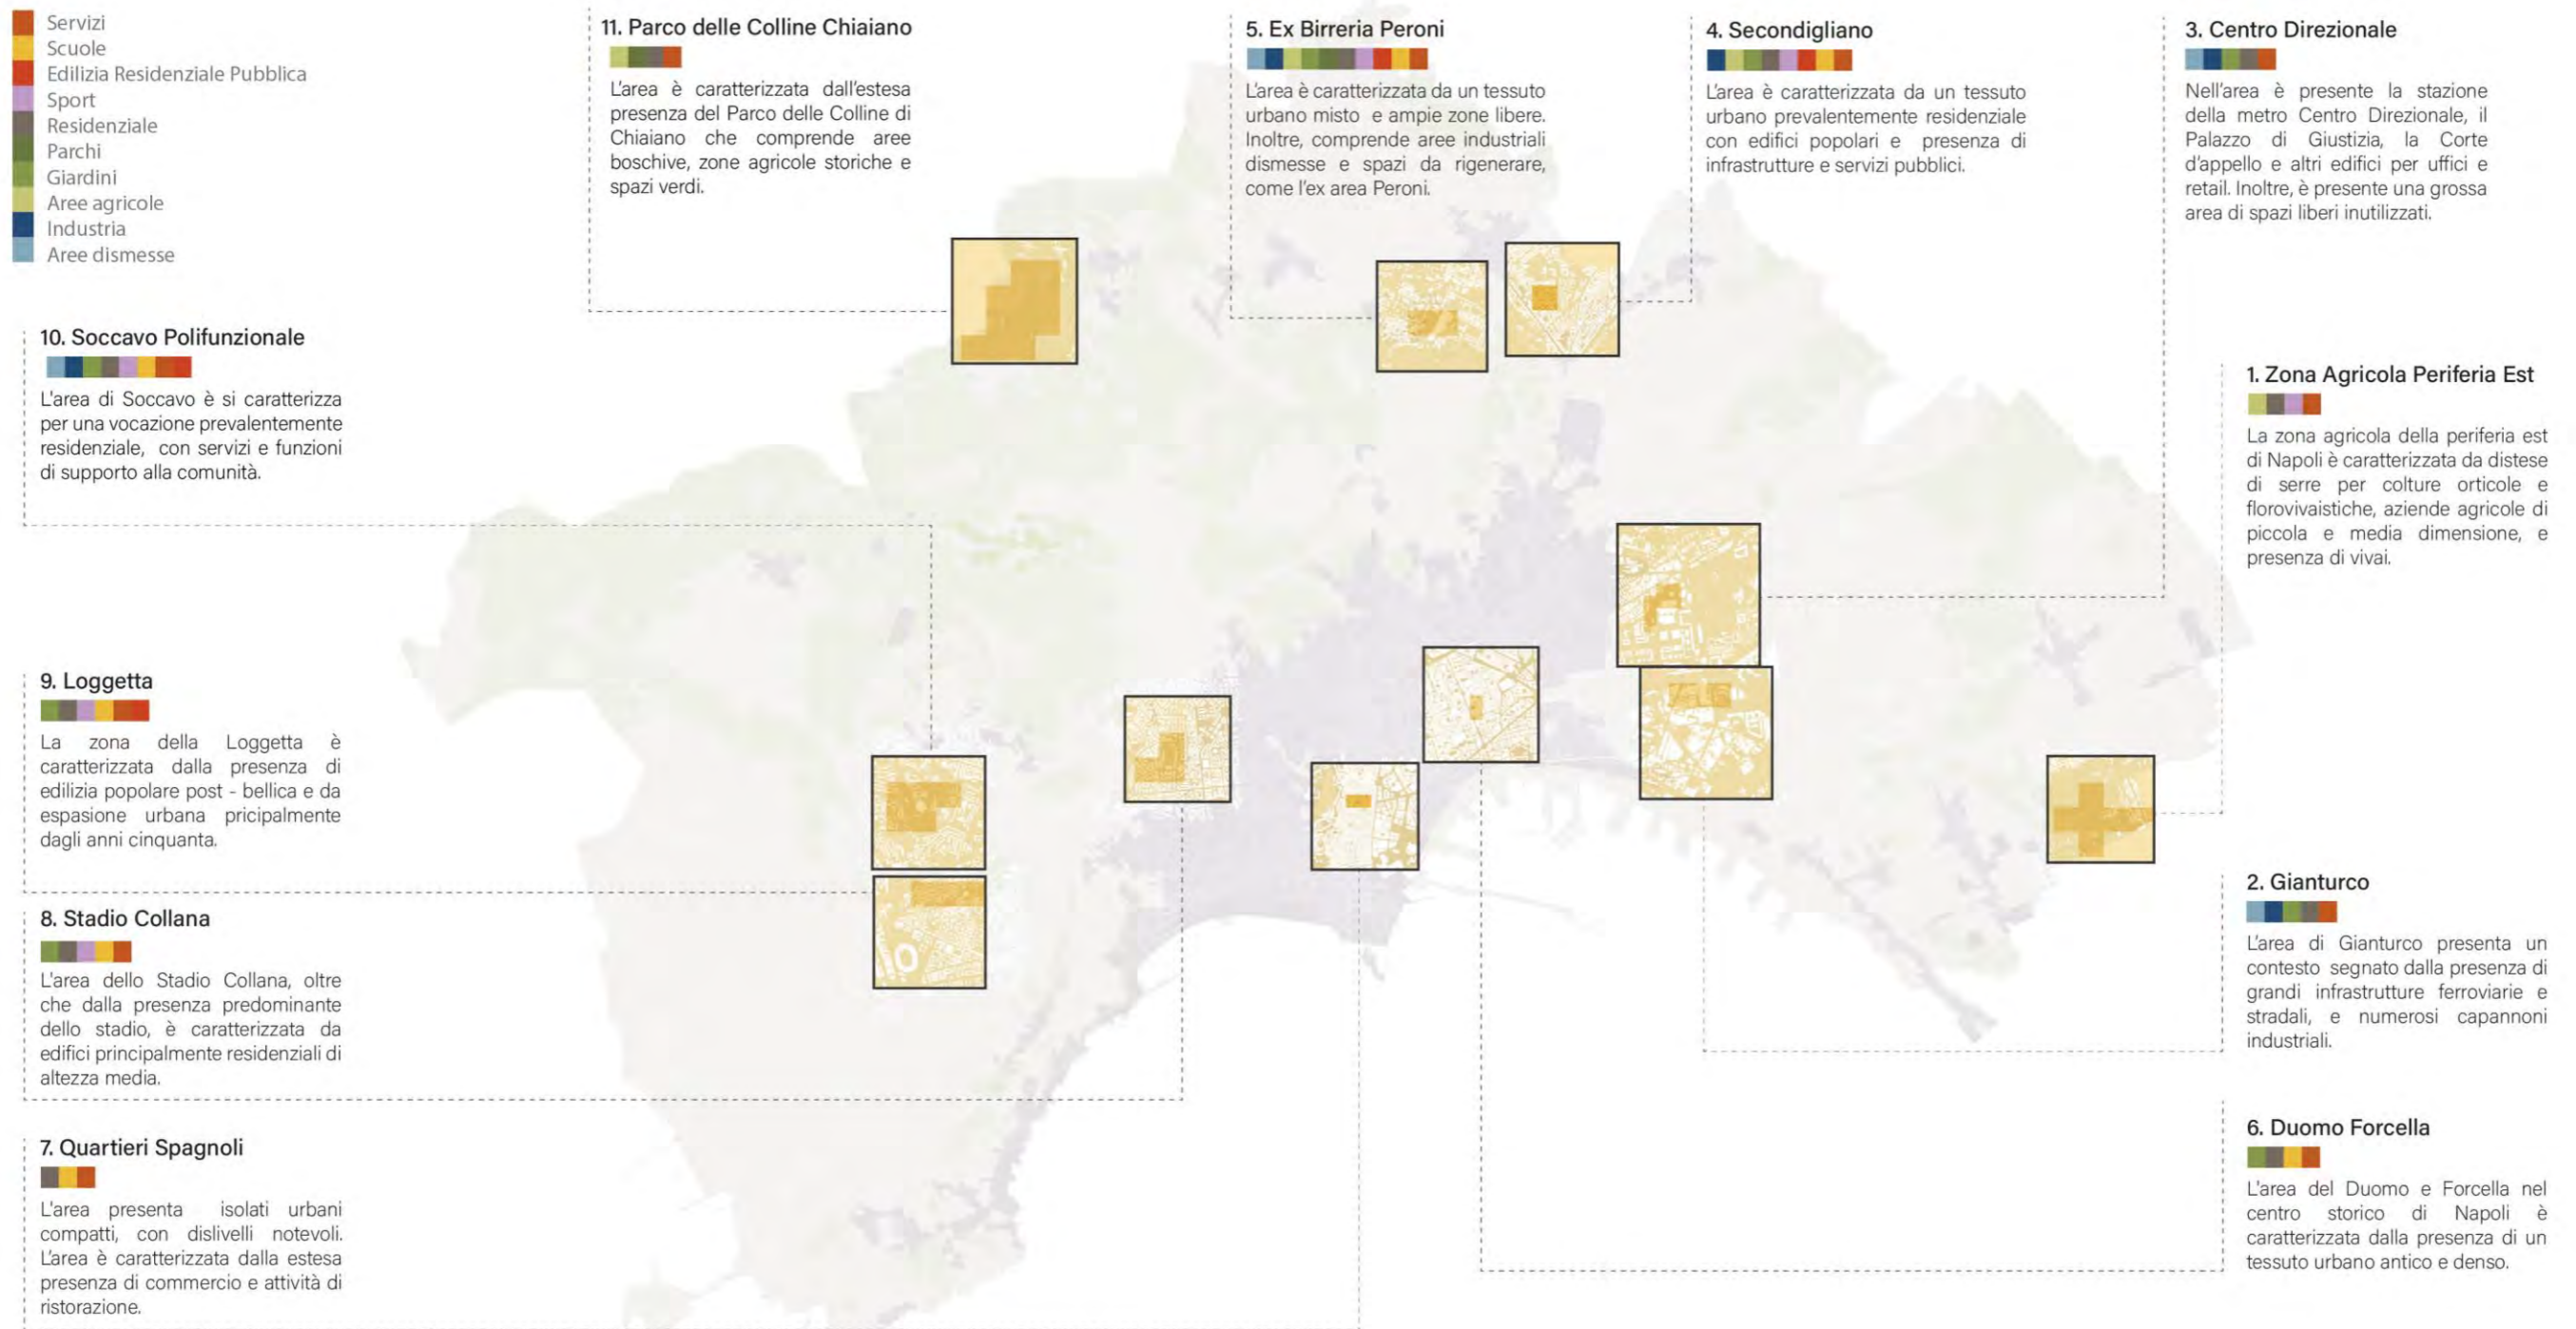 Servizi
Scuole
Edilizia Residenziale Pubblica
Sport
Residenziale
Parchi
Giardini
Aree agricole
Industria
Aree dismesse
11. Parco delle Colline Chiaiano
L'area è caratterizzata dall'estesa
presenza del Parco delle Colline di
Chiaiano che comprende aree
boschive, zone agricole storiche e
spazi verdi.
5. Ex Birreria Peroni
L'area è caratterizzata da un tessuto
urbano misto e ampie zone libere.
Inoltre, comprende aree industriali
dismesse e spazi da rigenerare,
come l'ex area Peroni.
4. Secondigliano
L'area è caratterizzata da un tessuto
urbano prevalentemente residenziale
con edifici popolari e presenza di
infrastrutture e servizi pubblici.
3. Centro Direzionale
Nell'area è presente la stazione
della metro Centro Direzionale, il
Palazzo di Giustizia, la Corte
d'appello e altri edifici per uffici e
retail. Inoltre, è presente una grossa
area di spazi liberi inutilizzati.
10. Soccavo Polifunzionale
L'area di Soccavo è si caratterizza
per una vocazione prevalentemente
residenziale, con servizi e funzioni
di supporto alla comunità.
1. Zona Agricola Periferia Est
La zona agricola della periferia est
di Napoli è caratterizzata da distese
di serre per colture orticole e
florovivaistiche, aziende agricole di
piccola e media dimensione, e
presenza di vivai.
9. Loggetta
La zona della Loggetta è
caratterizzata dalla presenza di
edilizia popolare post - bellica e da
espasione urbana pricipalmente
dagli anni cinquanta.
2. Gianturco
L'area di Gianturco presenta un
contesto segnato dalla presenza di
grandi infrastrutture ferroviarie e
stradali, e numerosi capannoni
industriali.
8. Stadio Collana
L'area dello Stadio Collana, oltre
che dalla presenza predominante
dello stadio, è caratterizzata da
edifici principalmente residenziali di
altezza media.
6. Duomo Forcella
L'area del Duomo e Forcella nel
centro storico di Napoli è
caratterizzata dalla presenza di un
tessuto urbano antico e denso.
7. Quartieri Spagnoli
L'area presenta isolati urbani
compatti, con dislivelli notevoli.
L'area è caratterizzata dalla estesa
presenza di commercio e attività di
ristorazione.